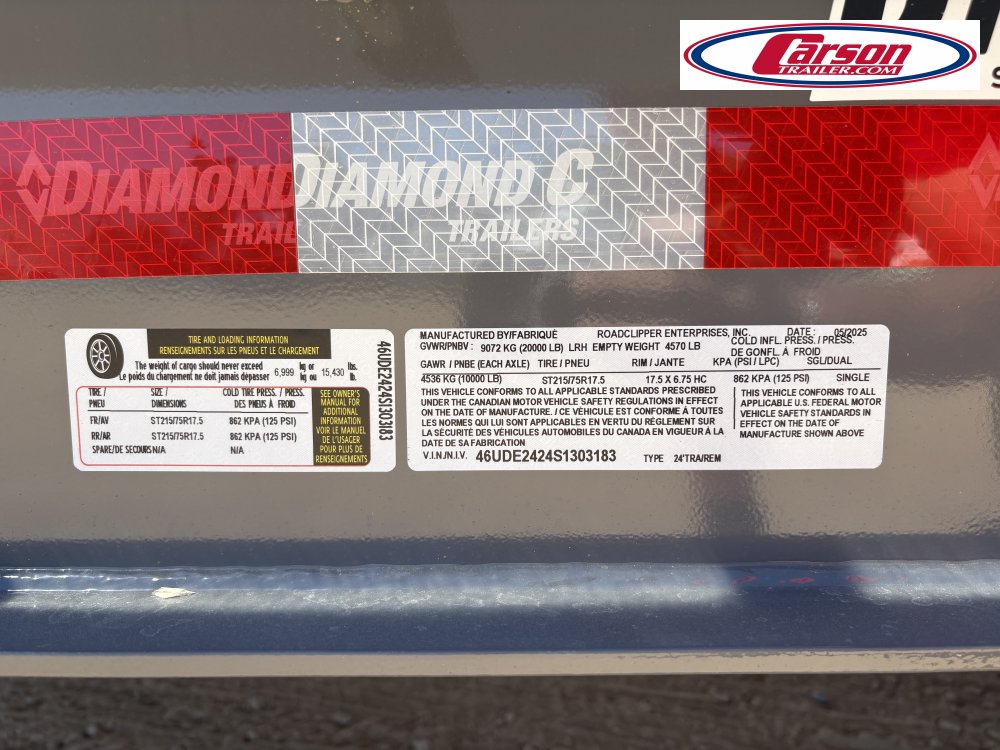 Carson
TRAILER.COM
S
DIAMOND
TRAIL
DIAMOND C
TRAILERS
TIRE AND LOADING INFORMATION
RENSEIGNEMENTS SUR LES PNEUS ET LE CHARGEMENT
The weight of cargo should never exceed 6,999 kg or 15,430 lbs.
Le poids du chargement ne doit jamais dépasser kg ou lb.
TIRE / SIZE / COLD TIRE PRESS. / PRESS.
PNEU DIMENSIONS DES PNEUS À FROID
FR/AV ST215/75R17.5 862 KPA (125 PSI)
RR/AR ST215/75R17.5 862 KPA (125 PSI)
SPARE/DE SECOURS N/A N/A
SEE OWNER'S
MANUAL FOR
ADDITIONAL
INFORMATION
VOIR LE MANUEL
DE L'USAGER
POUR PLUS DE
RENSEIGNEMENTS
46UDE2424S1303183
MANUFACTURED BY/FABRIQUÉ ROADCLIPPER ENTERPRISES, INC. DATE: 05/2025
GVWR/PNBV : 9072 KG (20000 LB) LRH EMPTY WEIGHT 4570 LB
COLD INFL. PRESS. / PRESS.
DE GONFL. À FROID
GAWR / PNBE (EACH AXLE) TIRE / PNEU RIM / JANTE KPA (PSI / LPC) SGL/DUAL
4536 KG (10000 LB) ST215/75R17.5 17.5 X 6.75 HC 862 KPA (125 PSI) SINGLE
THIS VEHICLE CONFORMS TO ALL APPLICABLE STANDARDS PRESCRIBED
UNDER THE CANADIAN MOTOR VEHICLE SAFETY REGULATIONS IN EFFECT
ON THE DATE OF MANUFACTURE. / CE VÉHICULE EST CONFORME À TOUTES
LES NORMES QUI LUI SONT APPLICABLES EN VERTU DU RÈGLEMENT SUR
LA SÉCURITÉ DES VÉHICULES AUTOMOBILES DU CANADA EN VIGUEUR À LA
DATE DE SA FABRICATION
THIS VEHICLE CONFORMS TO ALL
APPLICABLE U.S. FEDERAL MOTOR
VEHICLE SAFETY STANDARDS IN
EFFECT ON THE DATE OF
MANUFACTURE SHOWN ABOVE
V.I.N./N.I.V. 46UDE2424S1303183 TYPE 24'TRA/REM